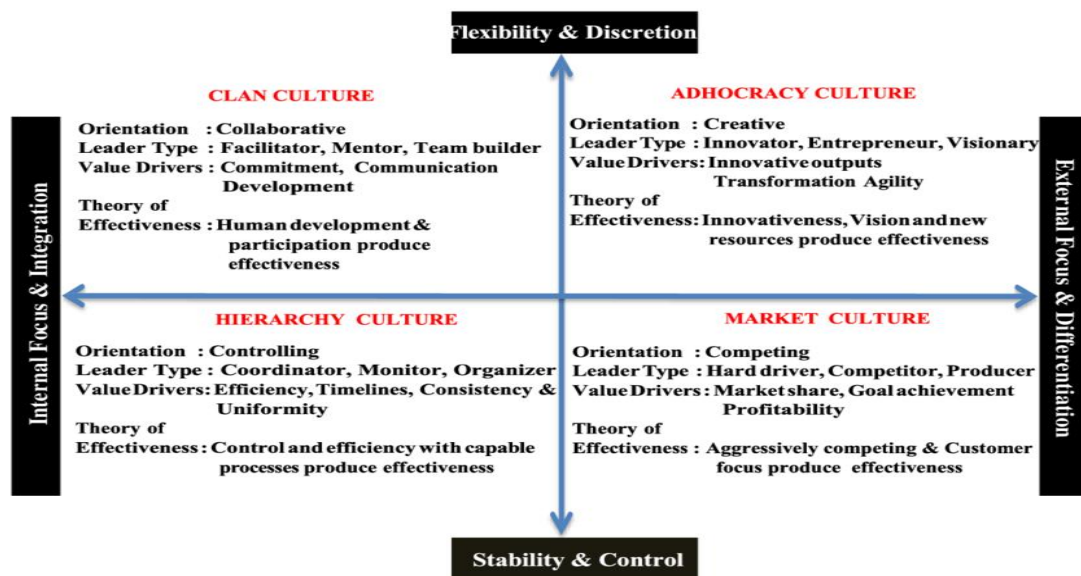 Flexibility & Discretion
CLAN CULTURE
Orientation : Collaborative
Leader Type : Facilitator, Mentor, Team builder
Value Drivers : Commitment, Communication
Development
Theory of
Effectiveness : Human development &
participation produce
effectiveness
ADHOCRACY CULTURE
Orientation : Creative
Leader Type : Innovator, Entrepreneur, Visionary
Value Drivers: Innovative outputs
Transformation Agility
Theory of
Effectiveness: Innovativeness, Vision and new
resources produce effectiveness
Internal Focus & Integration
External Focus & Differentiation
HIERARCHY CULTURE
Orientation : Controlling
Leader Type : Coordinator, Monitor, Organizer
Value Drivers: Efficiency, Timelines, Consistency &
Uniformity
Theory of
Effectiveness : Control and efficiency with capable
processes produce effectiveness
MARKET CULTURE
Orientation : Competing
Leader Type : Hard driver, Competitor, Producer
Value Drivers : Market share, Goal achievement
Profitability
Theory of
Effectiveness : Aggressively competing & Customer
focus produce effectiveness
Stability & Control